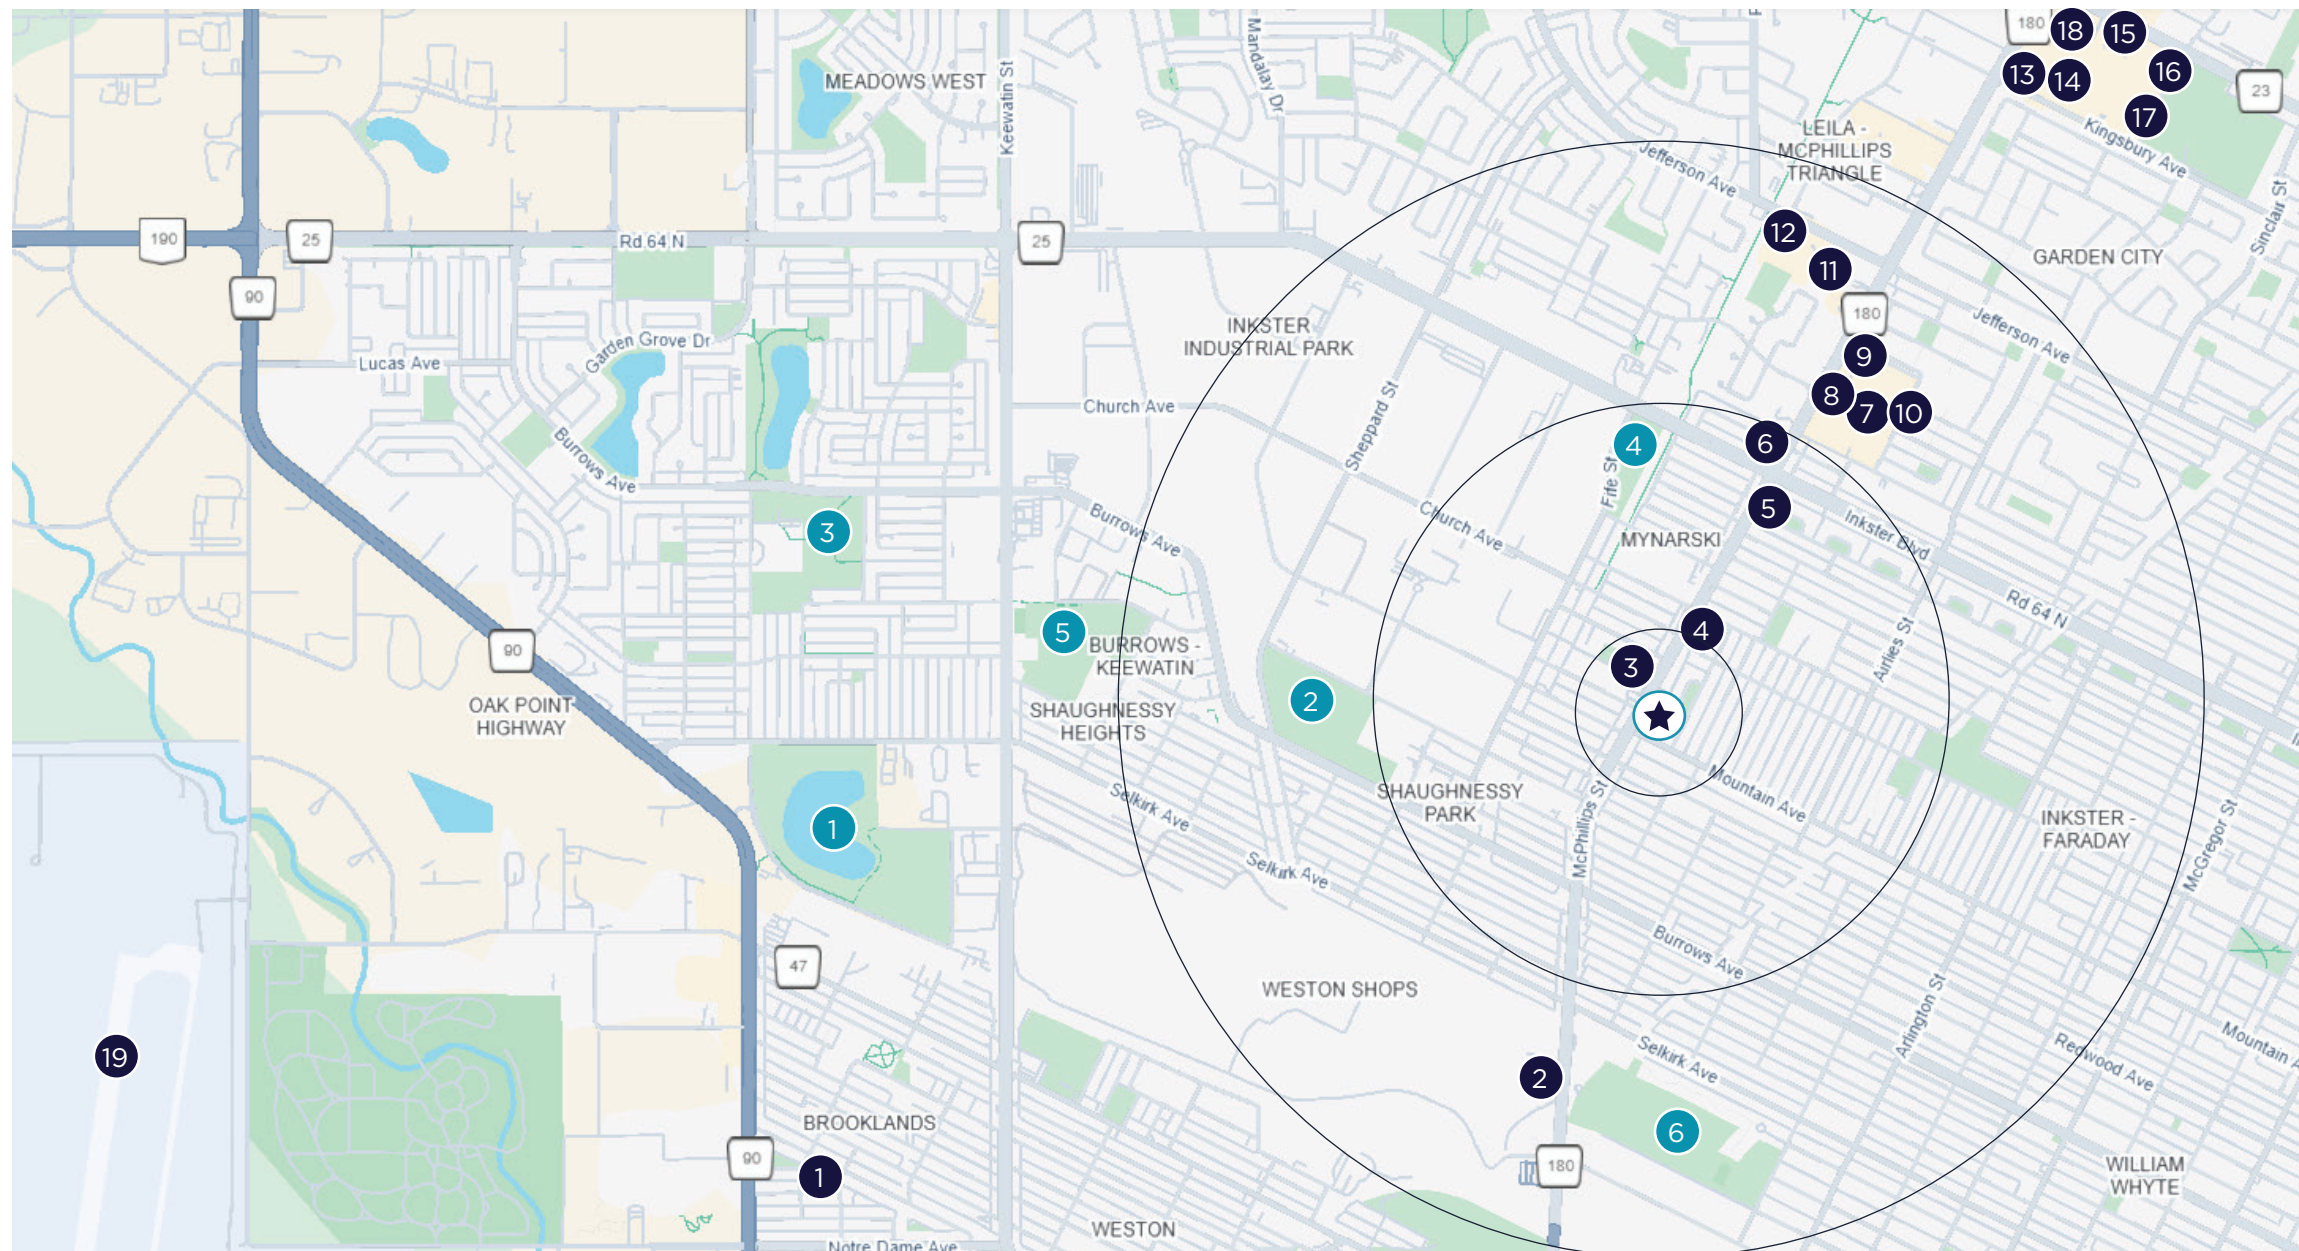 180
18
15
13
14
16
23
17
MEADOWS WEST
Keewatin St
Mandalay Dr
LEILA -
MCPHILLIPS
TRIANGLE
Kingsbury Ave
Jefferson Ave
Sinclair St
190
25
Rd 64 N
25
12
11
GARDEN CITY
90
180
INKSTER
INDUSTRIAL PARK
Jefferson Ave
Garden Grove Dr
Lucas Ave
9
8
7
10
Church Ave
Sheppard St
4
6
Burrows Ave
Fife St
5
3
Burrows Ave
Church Ave
MYNARSKI
Inkster Blvd
Rd 64 N
5
BURROWS -
KEEWATIN
4
3
Airlies St
90
OAK POINT
HIGHWAY
SHAUGHNESSY
HEIGHTS
2
Mountain Ave
SHAUGHNESSY
PARK
McPhillips St
Selkirk Ave
1
INKSTER -
FARADAY
McGregor St
Selkirk Ave
Burrows Ave
47
WESTON SHOPS
Arlington St
19
2
Selkirk Ave
Redwood Ave
Mountain A
BROOKLANDS
6
90
1
180
WILLIAM
WHYTE
WESTON
Notre Dame Ave